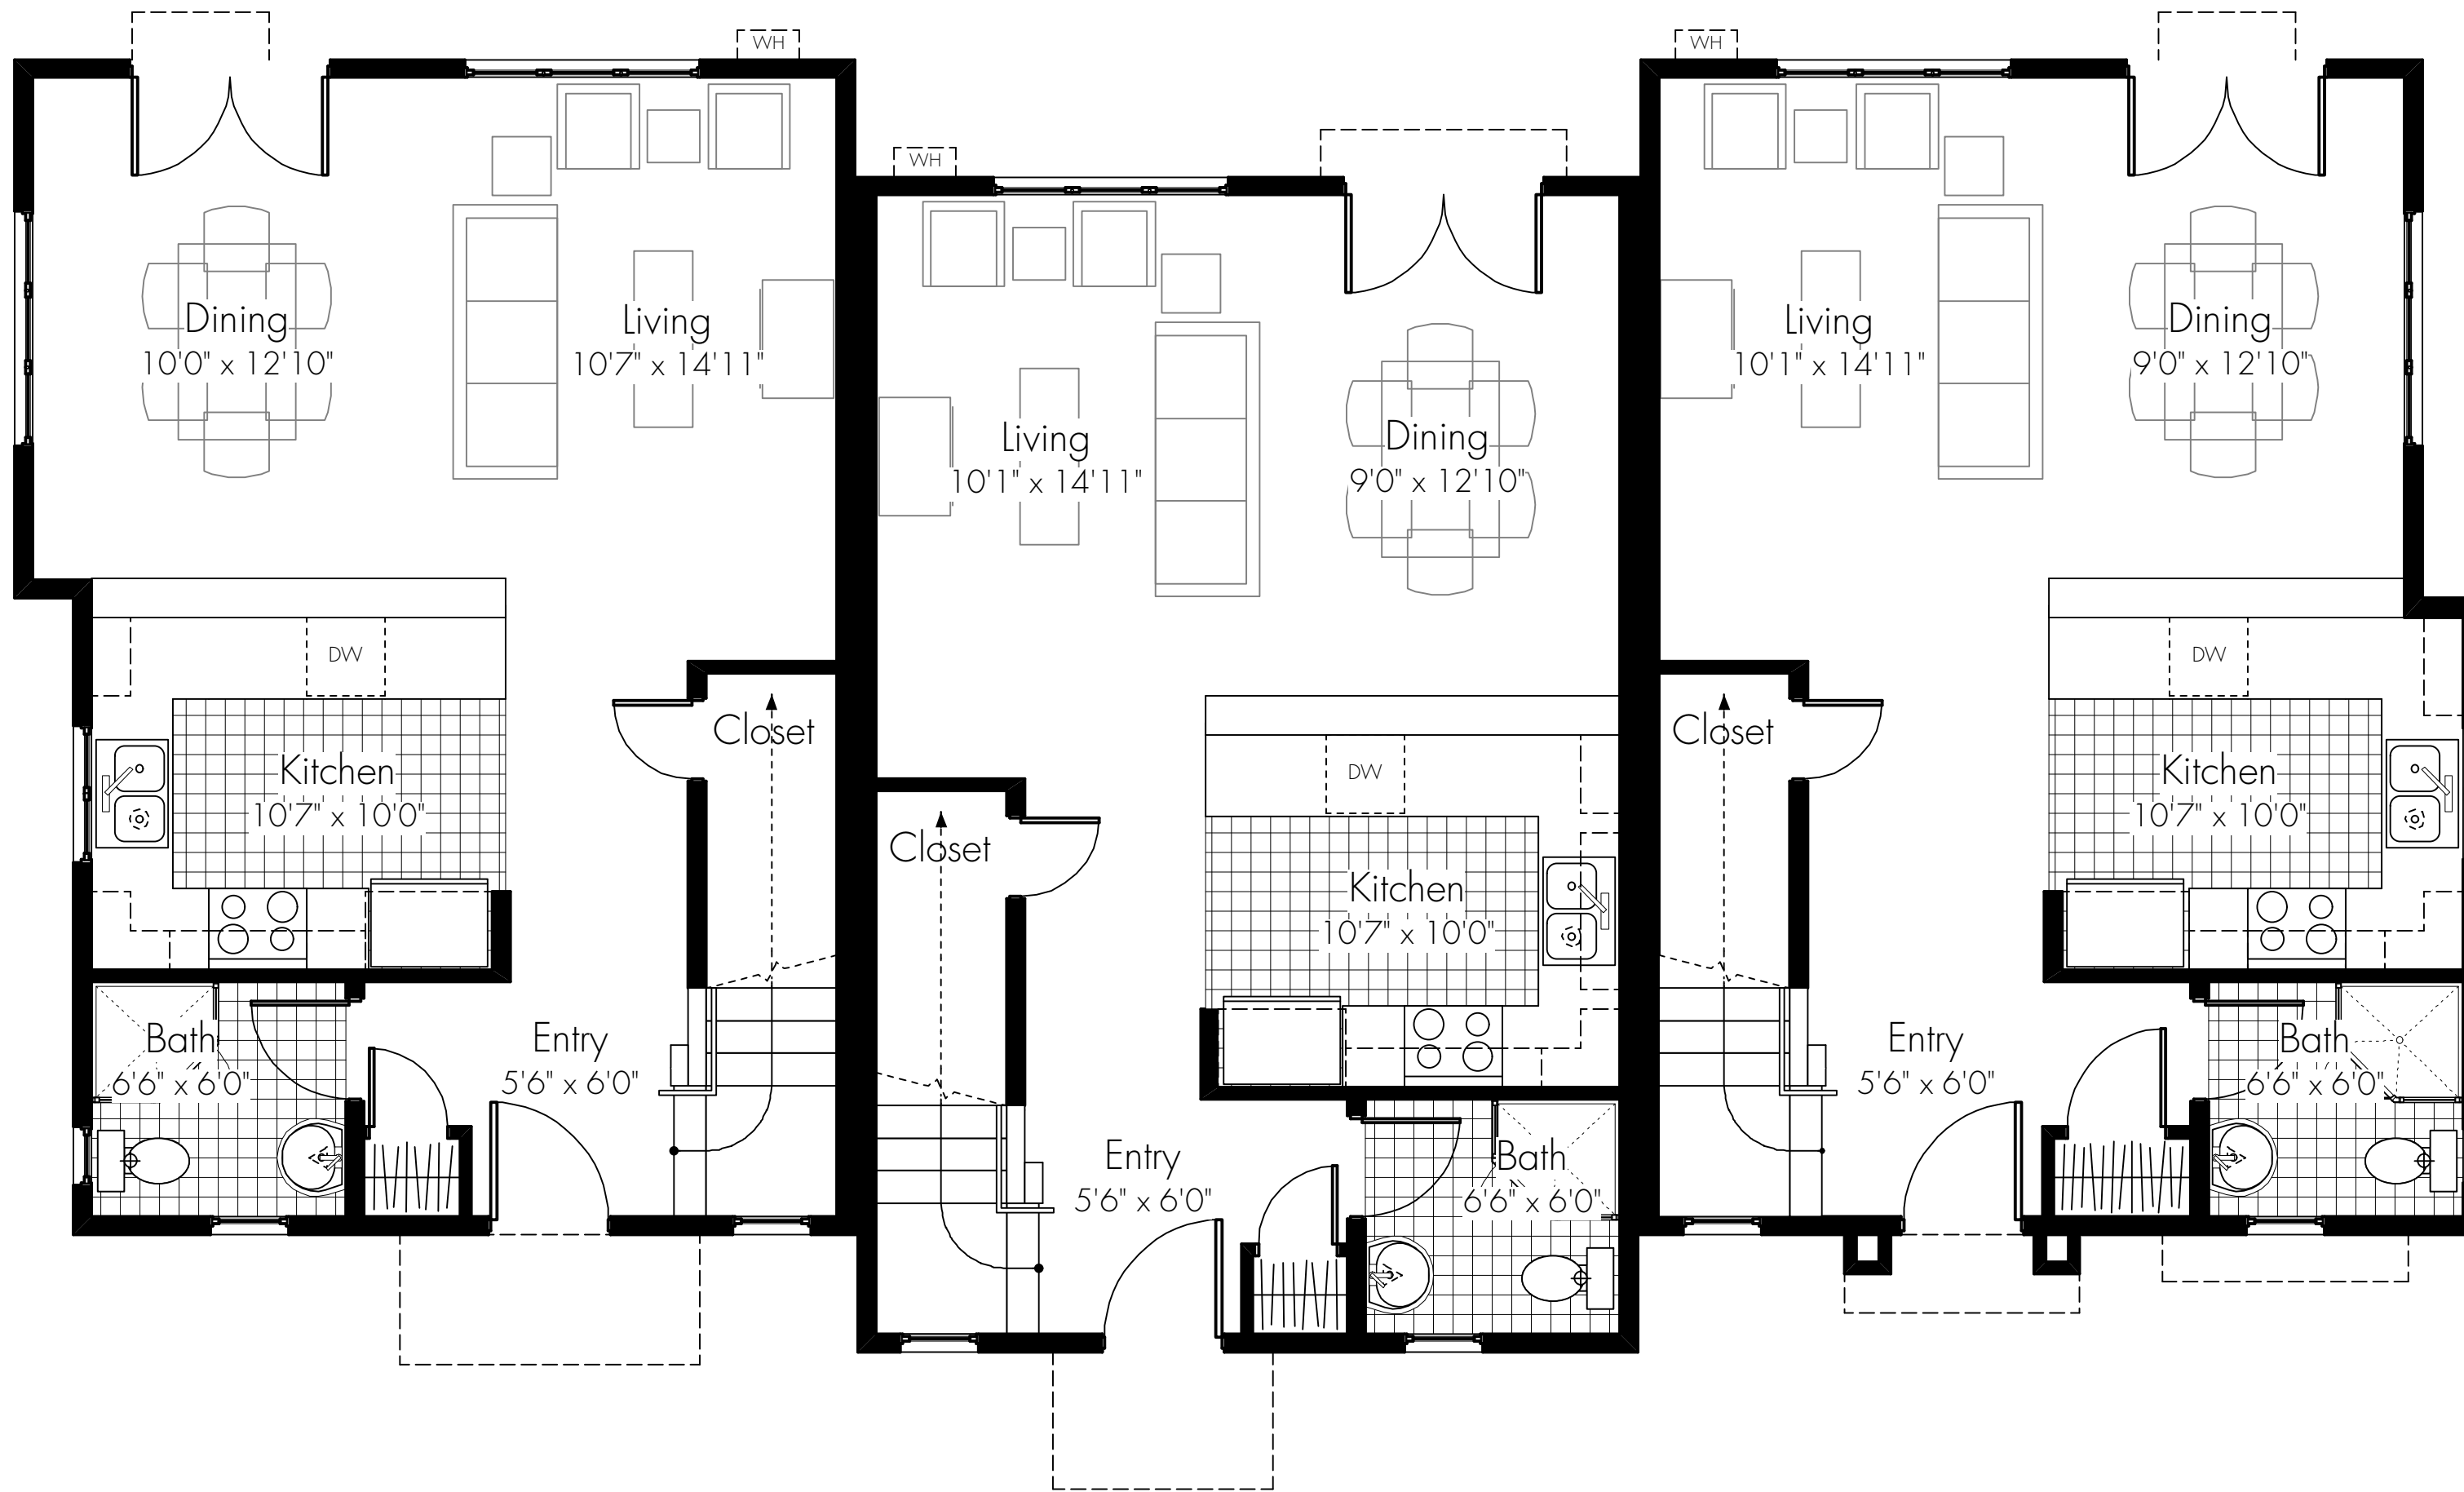 WH
WH
WH
Dining
10'0" x 12'10"
Living
10'7" x 14'11"
Living
10'1" x 14'11"
Dining
9'0" x 12'10"
Living
10'1" x 14'11"
Dining
9'0" x 12'10"
DW
Closet
Kitchen
10'7" x 10'0"
DW
Closet
Kitchen
10'7" x 10'0"
Closet
DW
Kitchen
10'7" x 10'0"
Bath
6'6" x 6'0"
Entry
5'6" x 6'0"
Entry
5'6" x 6'0"
Bath
6'6" x 6'0"
Entry
5'6" x 6'0"
Bath
6'6" x 6'0"